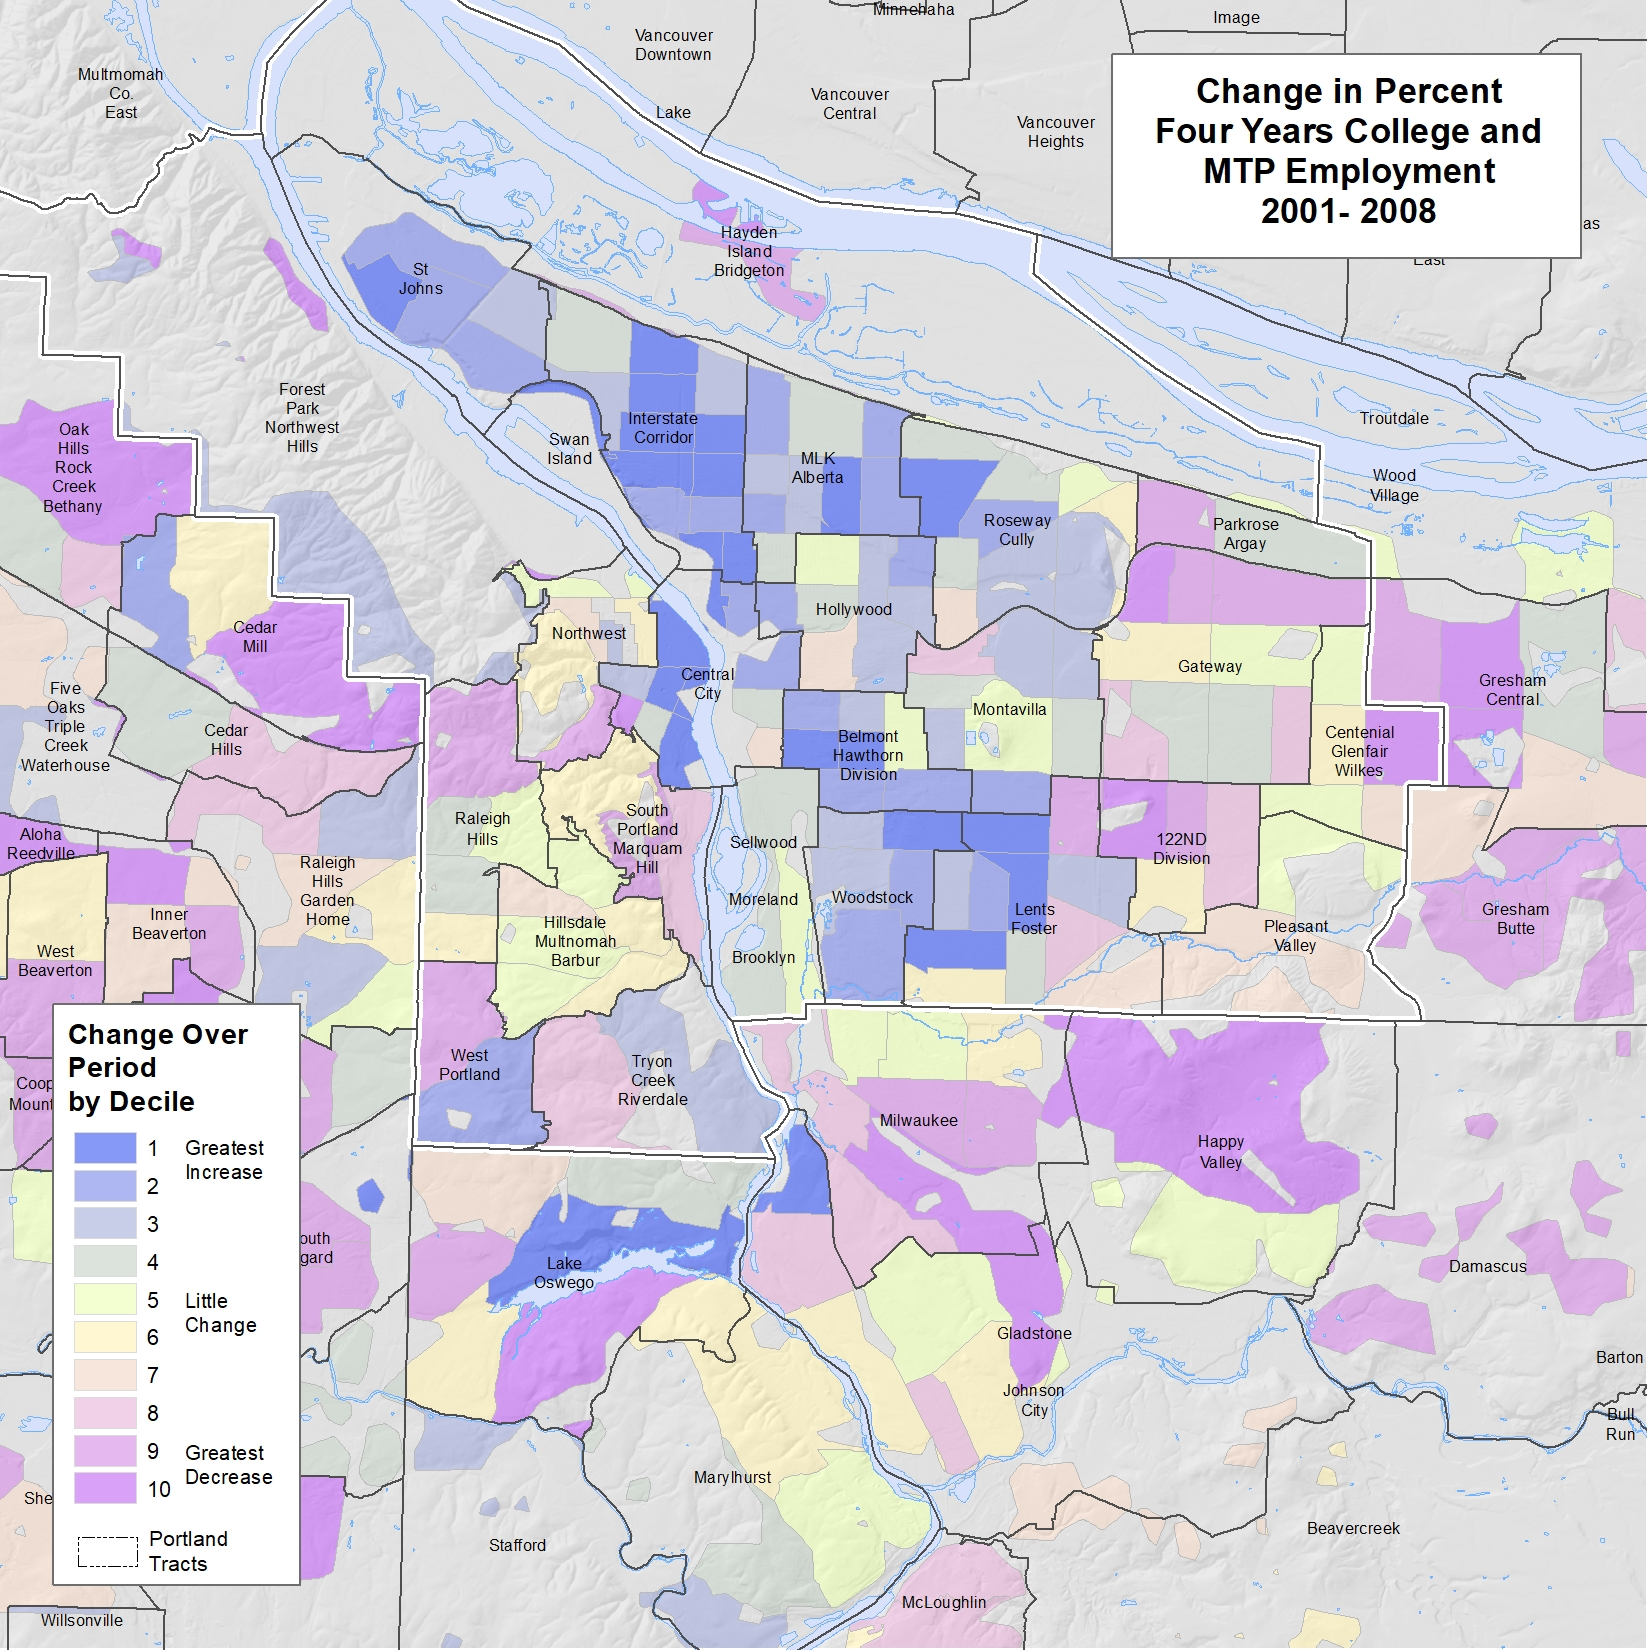 Minnehaha
Image
Vancouver
Downtown
Multmomah
Co.
East
Vancouver
Central
Lake
Vancouver
Heights
Change in Percent
Four Years College and
MTP Employment
2001- 2008
as
East
Hayden
Island
Bridgeton
St
Johns
Forest
Park
Northwest
Hills
Oak
Hills
Rock
Creek
Bethany
Swan
Island
Interstate
Corridor
MLK
Alberta
Troutdale
Wood
Village
Roseway
Cully
Parkrose
Argay
Hollywood
Northwest
Cedar
Mill
Central
City
Gateway
Gresham
Central
Five
Oaks
Triple
Creek
Waterhouse
Cedar
Hills
Montavilla
Belmont
Hawthorn
Division
Centenial
Glenfair
Wilkes
Aloha
Reedville
Raleigh
Hills
South
Portland
Marquam
Hill
Sellwood
Moreland
Brooklyn
122ND
Division
Raleigh
Hills
Garden
Home
Woodstock
Lents
Foster
Inner
Beaverton
West
Beaverton
Hillsdale
Multnomah
Barbur
Pleasant
Valley
Gresham
Butte
West
Portland
Tryon
Creek
Riverdale
Coop
Mount
Milwaukee
Happy
Valley
outh
gard
Lake
Oswego
Damascus
Gladstone
Johnson
City
Barton
Bull
Run
Marylhurst
She
Stafford
Beavercreek
McLoughlin
Willsonville
Change Over
Period
by Decile
1 Greatest
Increase
2
3
4
5 Little
Change
6
7
8
9 Greatest
Decrease
10
Portland
Tracts